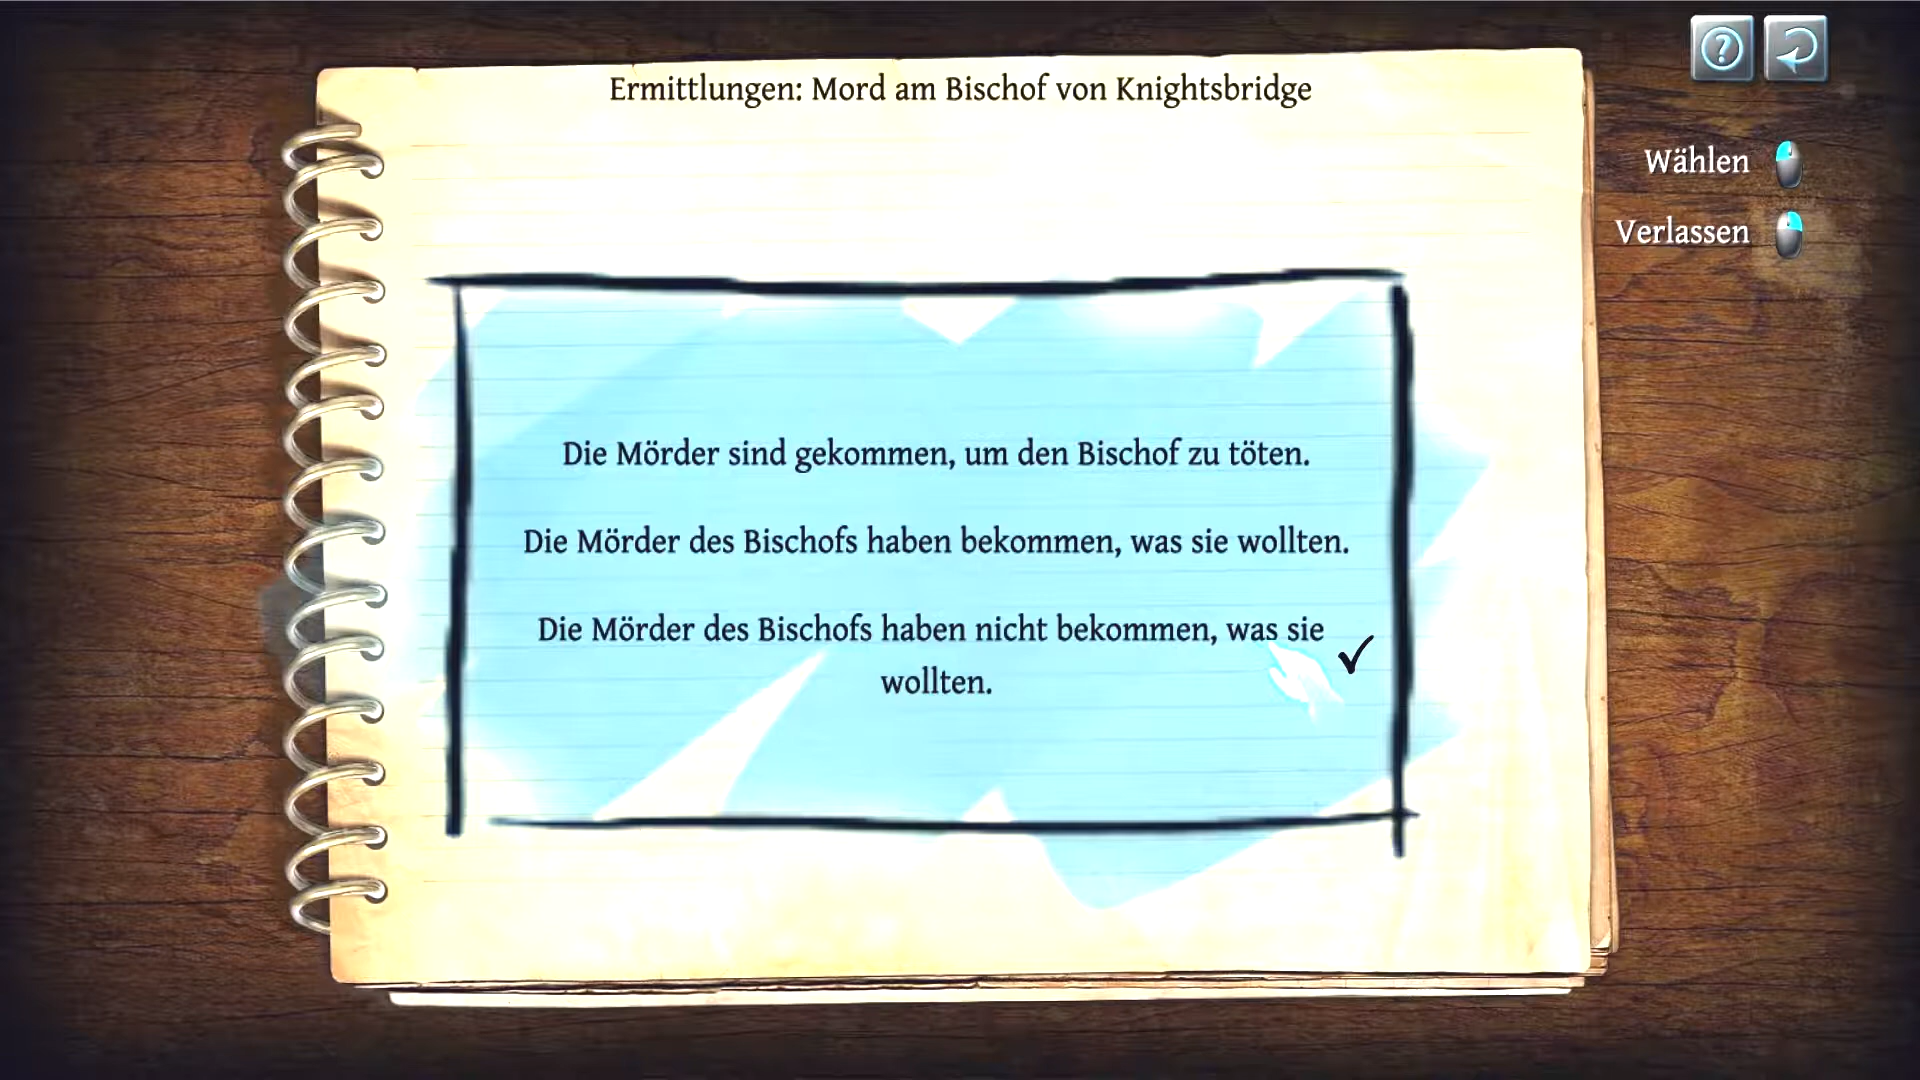 Ermittlungen: Mord am Bischof von Knightsbridge
?
Wählen
Verlassen
Die Mörder sind gekommen, um den Bischof zu töten.
Die Mörder des Bischofs haben bekommen, was sie wollten.
Die Mörder des Bischofs haben nicht bekommen, was sie
wollten.